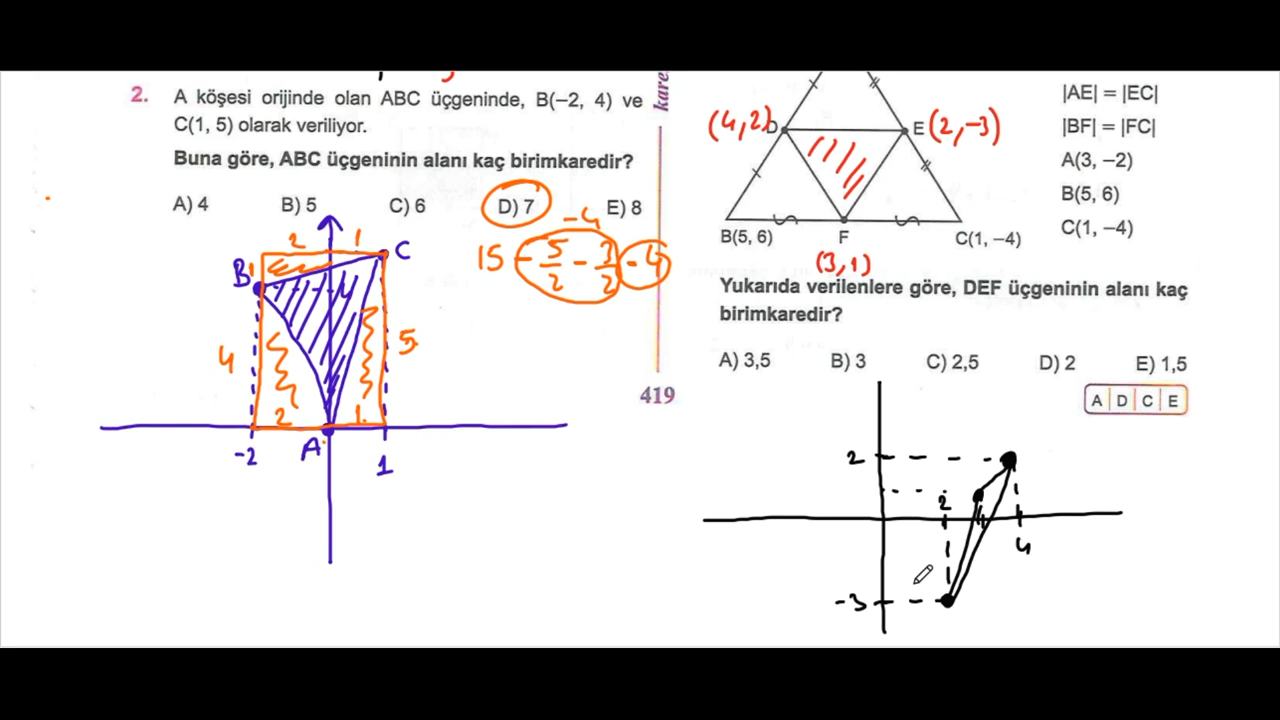 2. A köşesi orijinde olan ABC üçgeninde, B(−2, 4) ve
C(1, 5) olarak veriliyor.
Buna göre, ABC üçgeninin alanı kaç birimkaredir?
A) 4 B) 5 C) 6 D) 7 E) 8
-4
15 - 5/2 - 3/2 - 4
2 1
B 1 C
4 5
2 1
A
-2 1
kare
419
|AE| = |EC|
|BF| = |FC|
A(3, −2)
B(5, 6)
C(1, −4)
(4,2) D E (2,-3)
B(5, 6) F C(1, −4)
(3,1)
Yukarıda verilenlere göre, DEF üçgeninin alanı kaç
birimkaredir?
A) 3,5 B) 3 C) 2,5 D) 2 E) 1,5
A D C E
2
2
4
-3